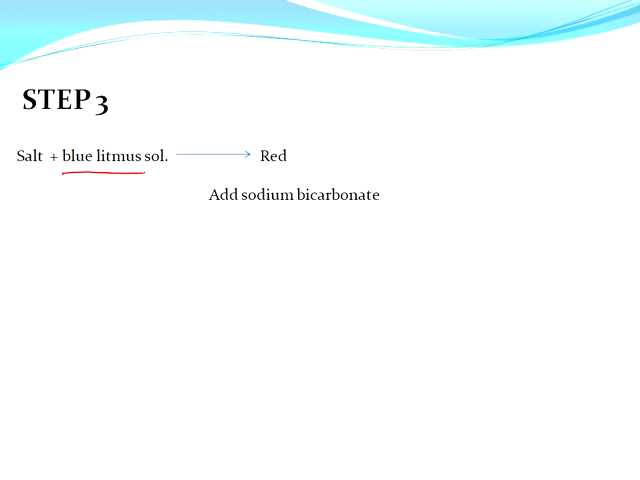 STEP 3
Salt + blue litmus sol. ⟶ Red
Add sodium bicarbonate